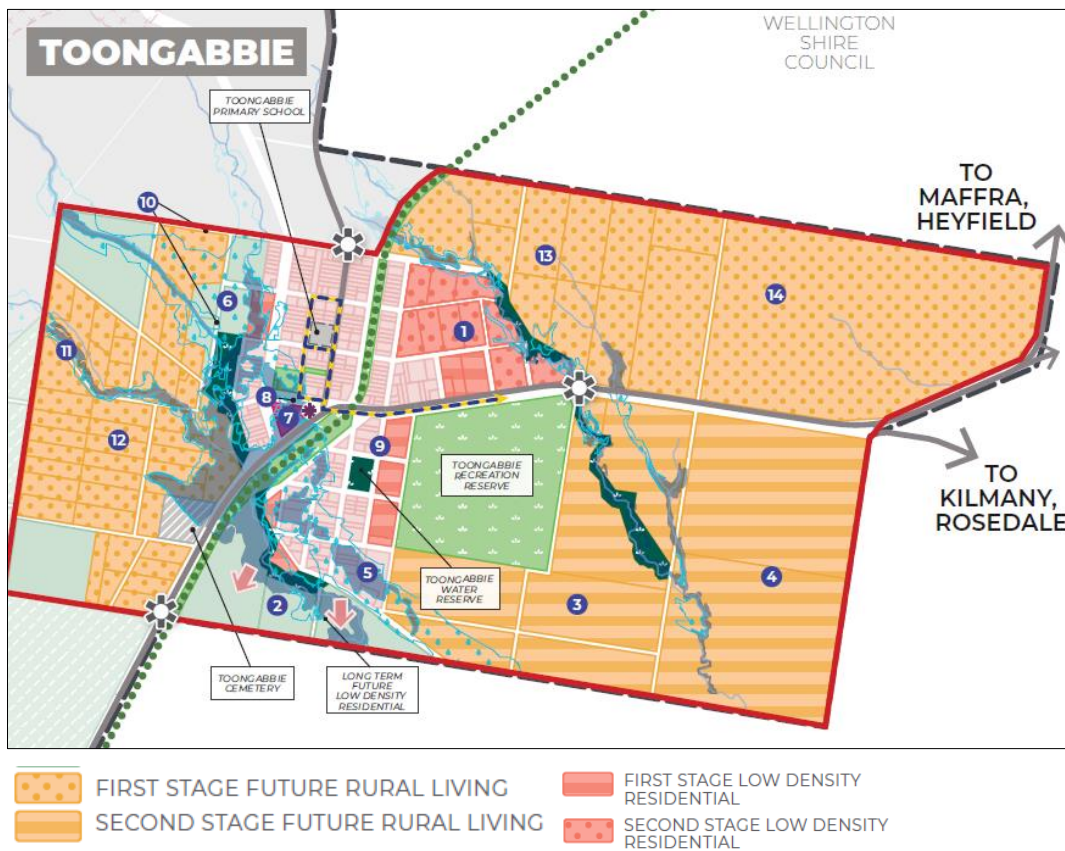 TOONGABBIE
WELLINGTON
SHIRE
COUNCIL
TOONGABBIE
PRIMARY SCHOOL
TO
MAFFRA,
HEYFIELD
10
13
14
6
1
11
8
7
12
9
TOONGABBIE
RECREATION
RESERVE
TO
KILMANY,
ROSEDALE
5
TOONGABBIE
WATER
RESERVE
4
2
3
TOONGABBIE
CEMETERY
LONG TERM
FUTURE
LOW DENSITY
RESIDENTIAL
FIRST STAGE FUTURE RURAL LIVING
SECOND STAGE FUTURE RURAL LIVING
FIRST STAGE LOW DENSITY
RESIDENTIAL
SECOND STAGE LOW DENSITY
RESIDENTIAL